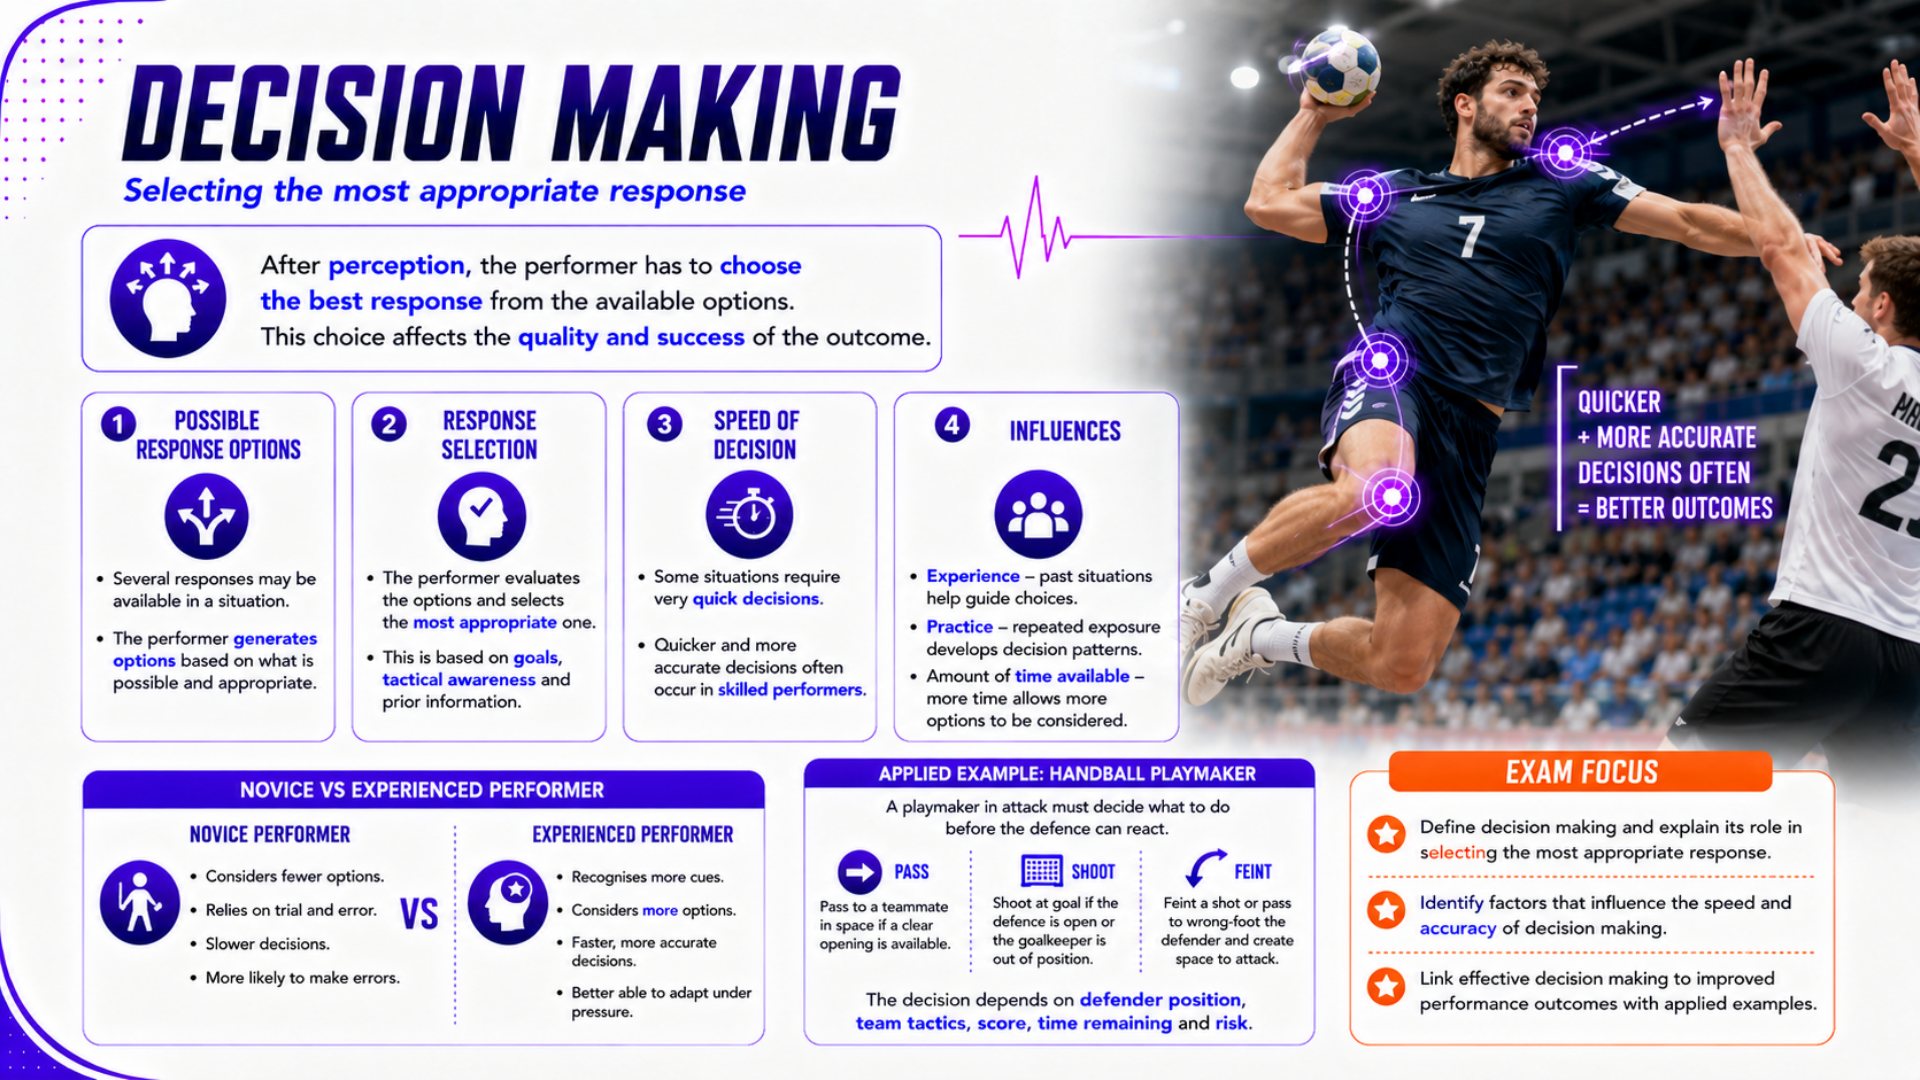 DECISION MAKING
Selecting the most appropriate response
After perception, the performer has to choose
the best response from the available options.
This choice affects the quality and success of the outcome.
1 POSSIBLE
RESPONSE OPTIONS
• Several responses may be
available in a situation.
• The performer generates
options based on what is
possible and appropriate.
2 RESPONSE
SELECTION
• The performer evaluates
the options and selects
the most appropriate one.
• This is based on goals,
tactical awareness and
prior information.
3 SPEED OF
DECISION
• Some situations require
very quick decisions.
• Quicker and more
accurate decisions often
occur in skilled performers.
4 INFLUENCES
• Experience – past situations
help guide choices.
• Practice – repeated exposure
develops decision patterns.
• Amount of time available –
more time allows more
options to be considered.
7
QUICKER
+ MORE ACCURATE
DECISIONS OFTEN
= BETTER OUTCOMES
NOVICE VS EXPERIENCED PERFORMER
NOVICE PERFORMER
• Considers fewer options.
• Relies on trial and error.
• Slower decisions.
• More likely to make errors.
VS
EXPERIENCED PERFORMER
• Recognises more cues.
• Considers more options.
• Faster, more accurate
decisions.
• Better able to adapt under
pressure.
APPLIED EXAMPLE: HANDBALL PLAYMAKER
A playmaker in attack must decide what to do
before the defence can react.
PASS
Pass to a teammate
in space if a clear
opening is available.
SHOOT
Shoot at goal if the
defence is open or
the goalkeeper is
out of position.
FEINT
Feint a shot or pass
to wrong-foot the
defender and create
space to attack.
The decision depends on defender position,
team tactics, score, time remaining and risk.
EXAM FOCUS
Define decision making and explain its role in
selecting the most appropriate response.
Identify factors that influence the speed and
accuracy of decision making.
Link effective decision making to improved
performance outcomes with applied examples.